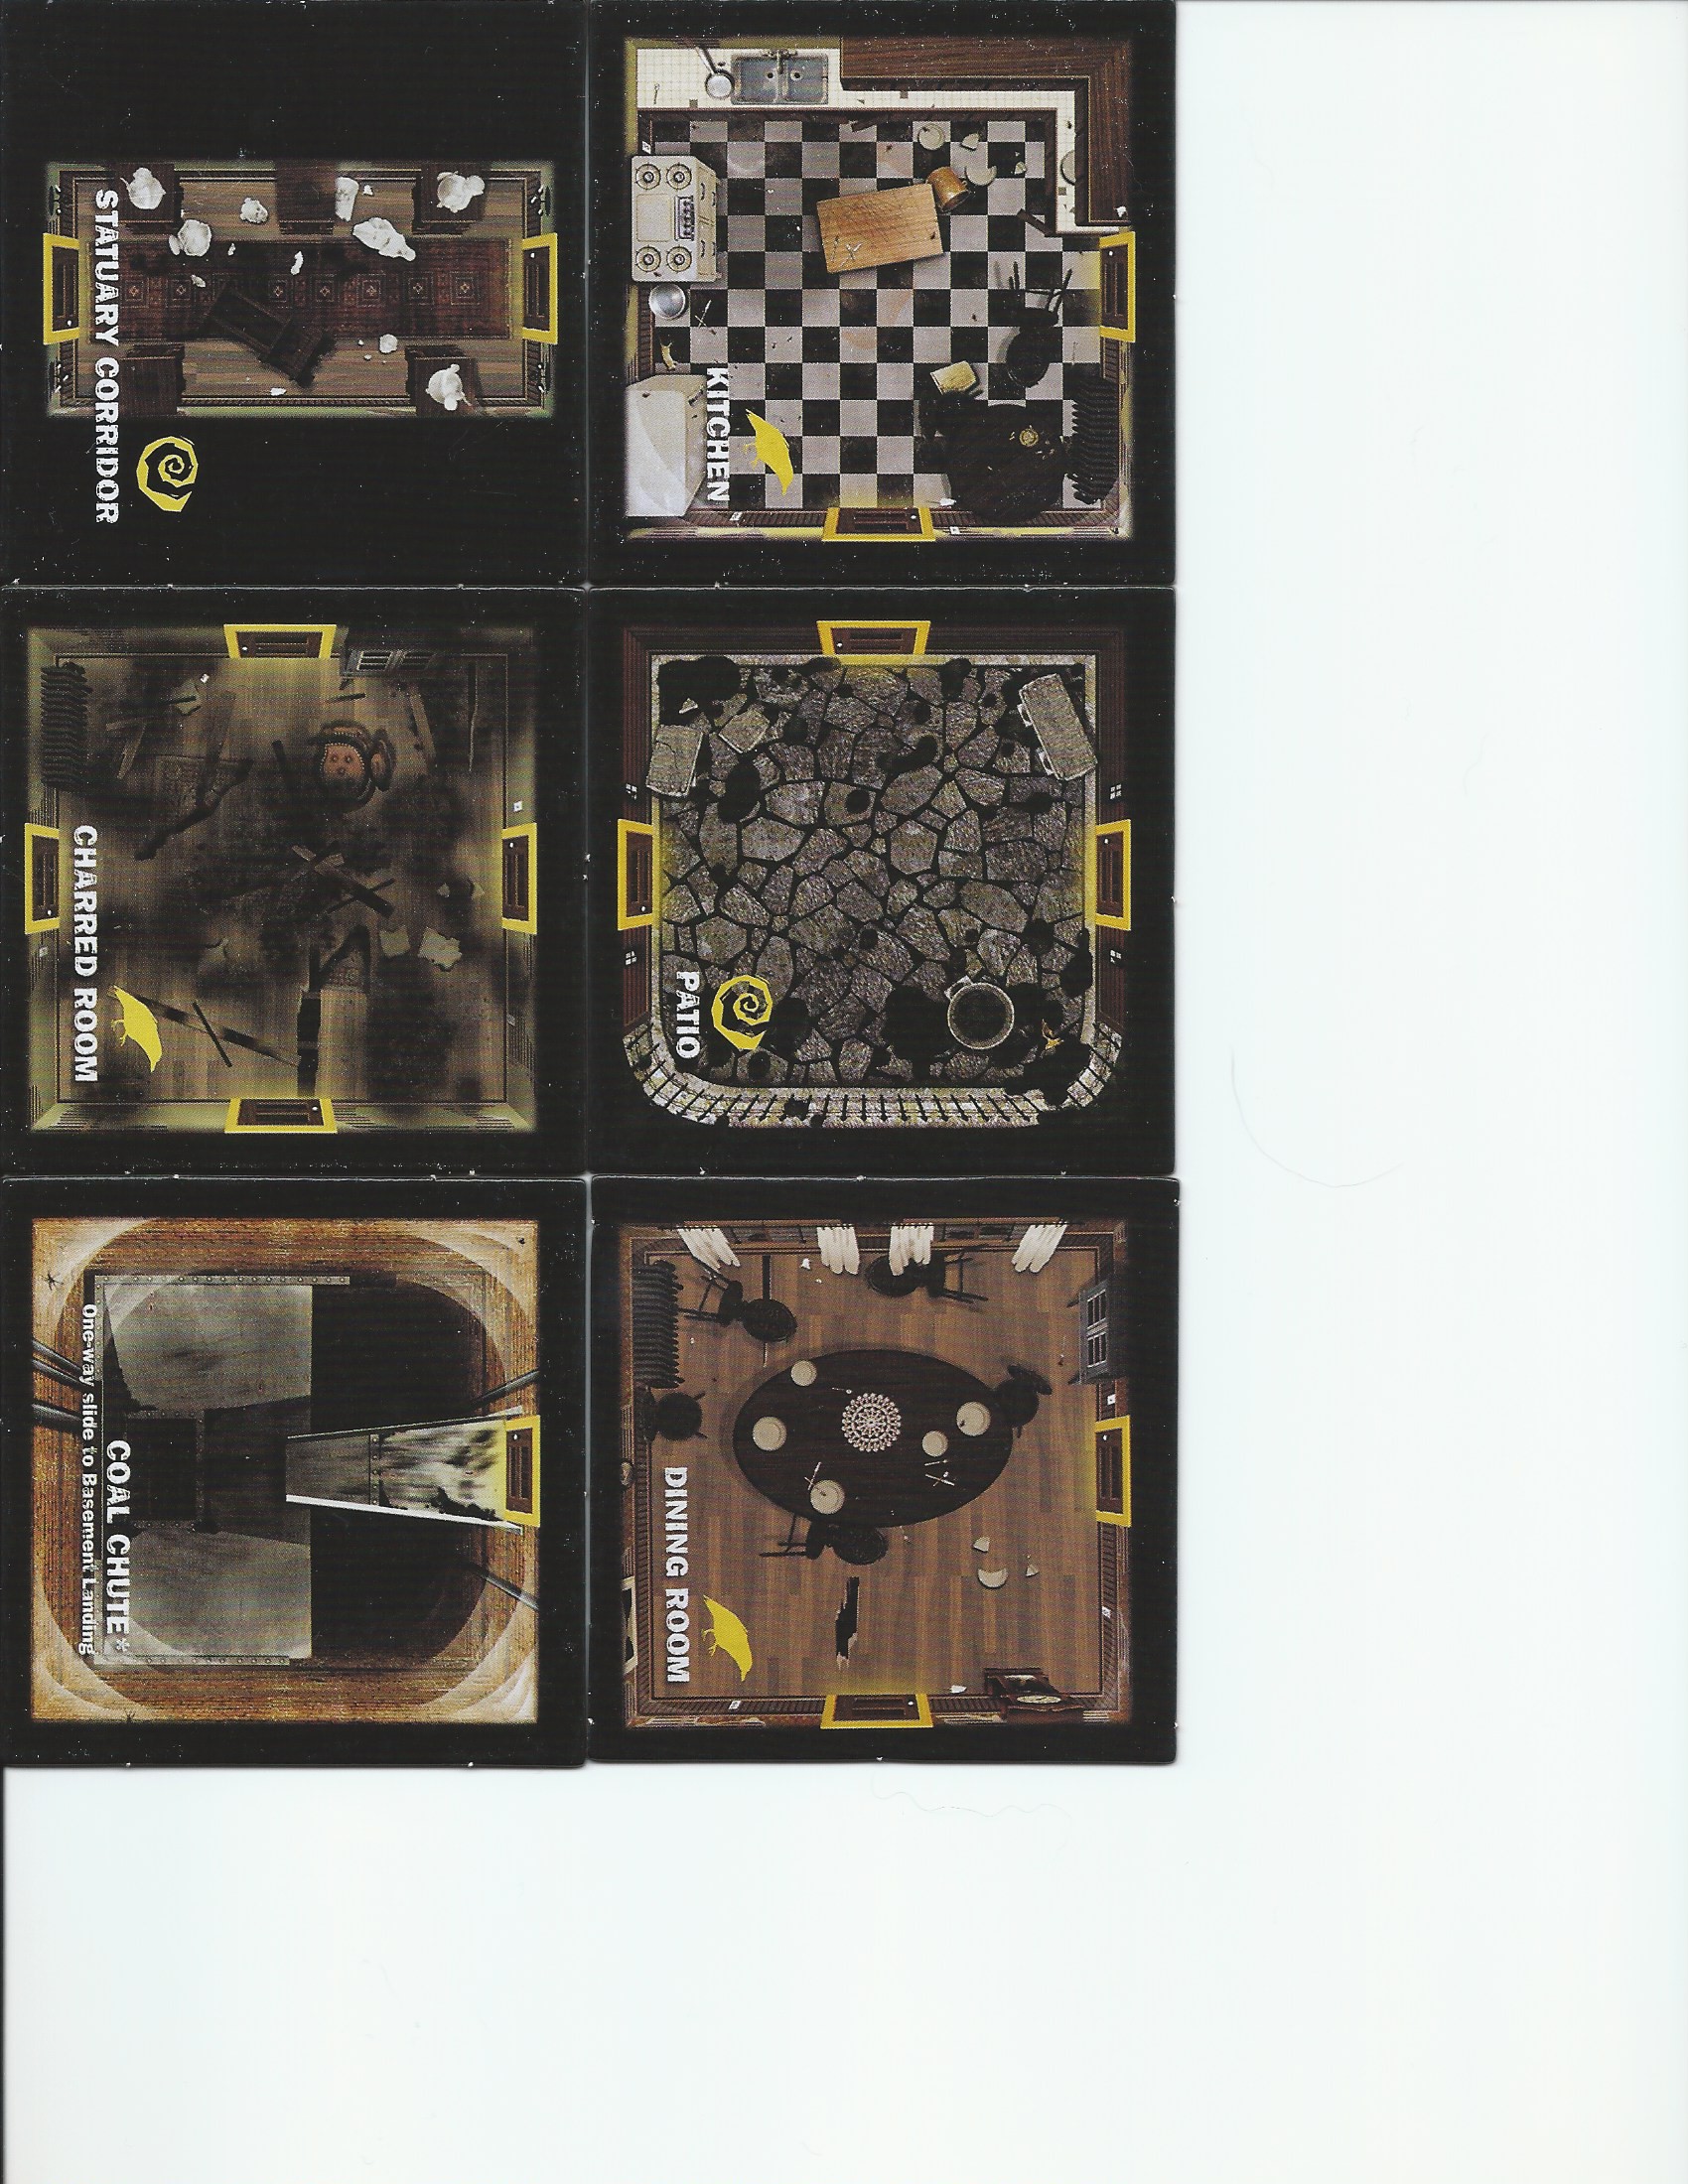 STATUARY CORRIDOR
KITCHEN
CHARRED ROOM
PATIO
COAL CHUTE*
One-way slide to Basement Landing
DINING ROOM